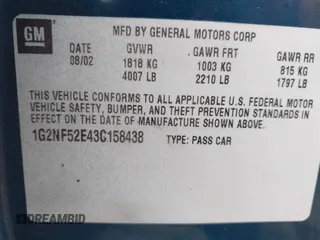 GM
MFD BY GENERAL MOTORS CORP
DATE GVWR GAWR FRT GAWR RR
08/02 1818 KG 1003 KG 815 KG
4007 LB 2210 LB 1797 LB
THIS VEHICLE CONFORMS TO ALL APPLICABLE U.S. FEDERAL MOTOR
VEHICLE SAFETY, BUMPER, AND THEFT PREVENTION STANDARDS IN
EFFECT ON THE DATE OF MANUFACTURE SHOWN ABOVE.
1G2NF52E43C158438 TYPE: PASS CAR
DREAMBID